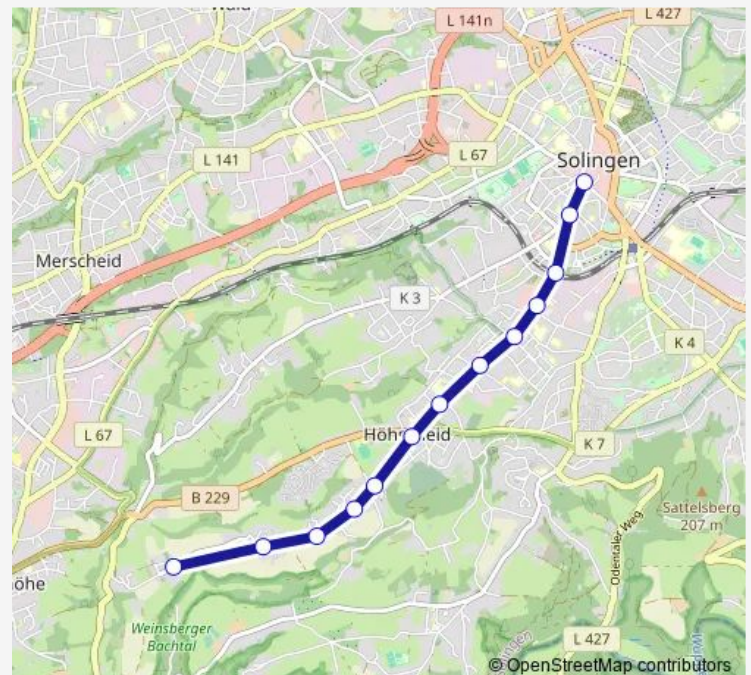 L 141n
L 427
L 67
L 141
Solingen
Merscheid
K 3
K 4
L 67
K 7
B 229
Sattelsberg
207 m
Odentaler Weg
öhe
Weinsberger
Bachtal
L 427
© OpenStreetMap contributors